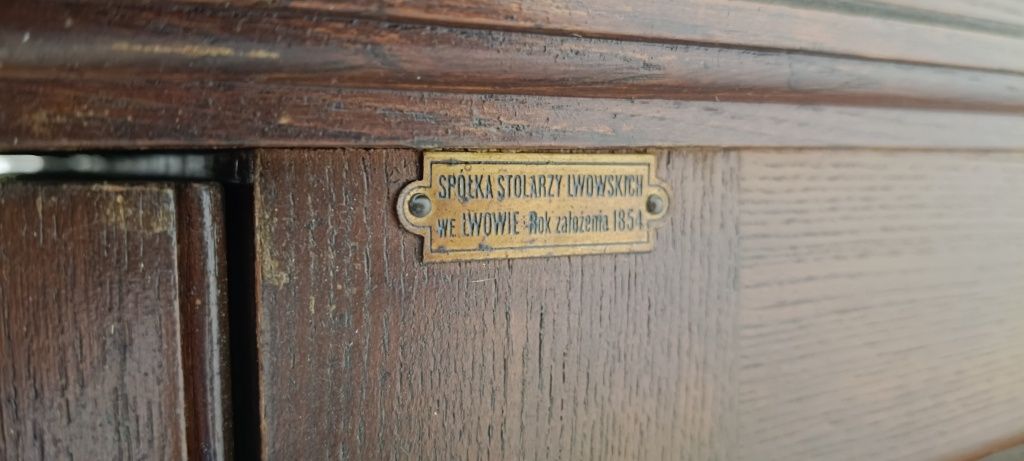 SPÓŁKA STOLARZY LWOWSKICH
WE LWOWIE · Rok założenia 1854